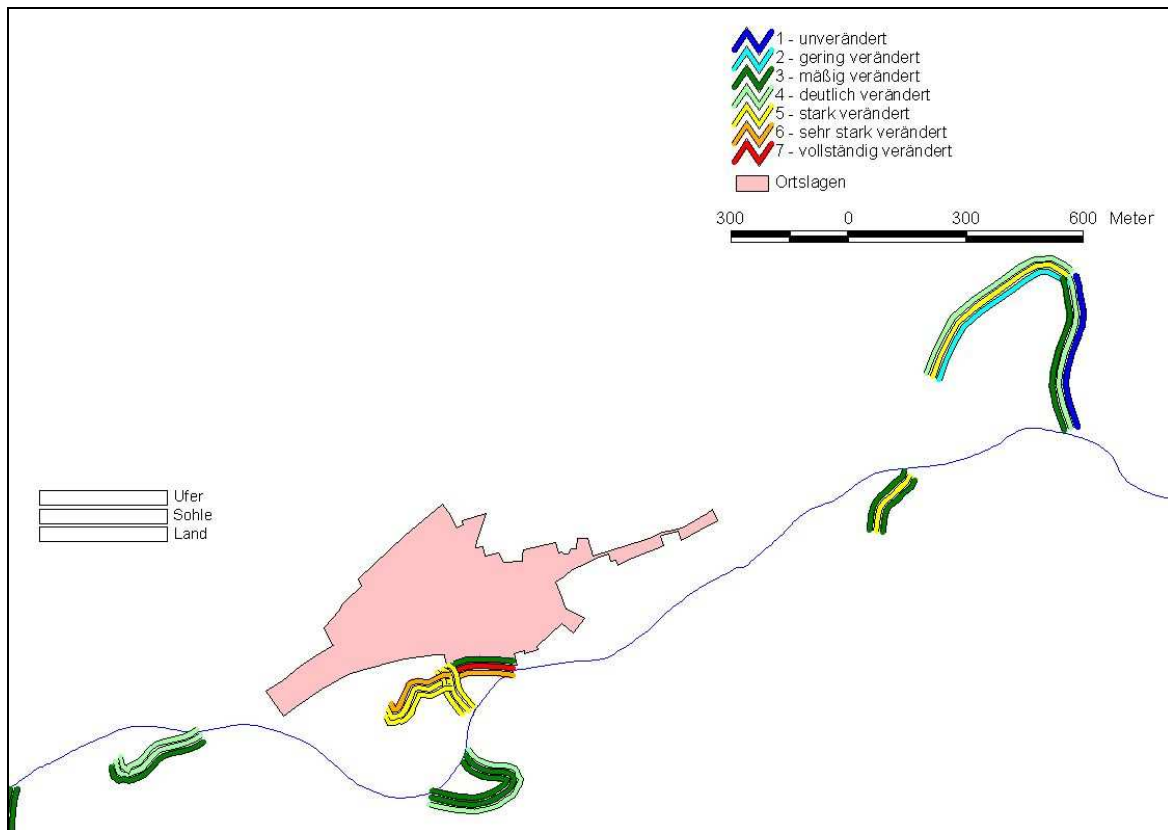 1 - unverändert
2 - gering verändert
3 - mäßig verändert
4 - deutlich verändert
5 - stark verändert
6 - sehr stark verändert
7 - vollständig verändert
Ortslagen
300 0 300 600 Meter
Ufer
Sohle
Land